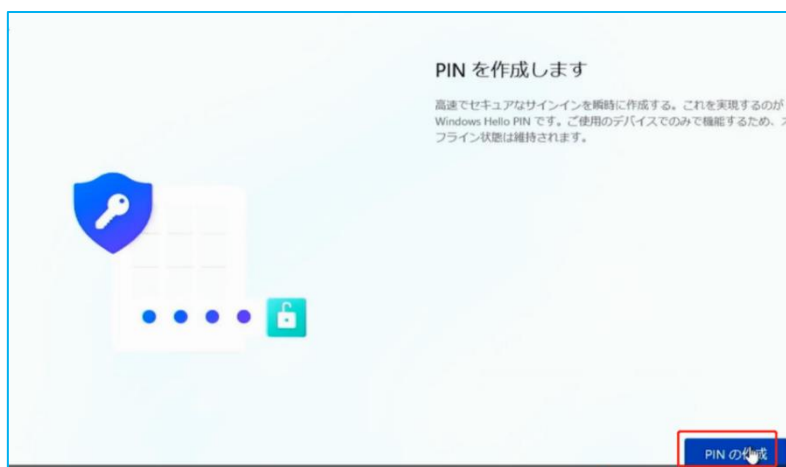 PIN を作成します
高速でセキュアなサインインを瞬時に作成する。これを実現するのが
Windows Hello PIN です。ご使用のデバイスでのみで機能するため、オ
フライン状態は維持されます。
PIN の作成